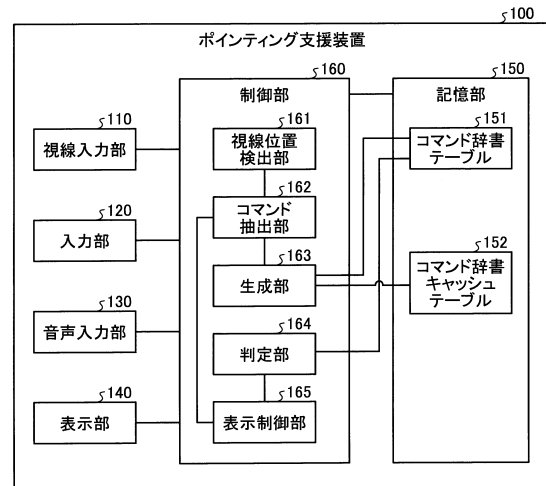 100
ポインティング支援装置
110
視線入力部
120
入力部
130
音声入力部
140
表示部
160
制御部
161
視線位置
検出部
162
コマンド
抽出部
163
生成部
164
判定部
165
表示制御部
150
記憶部
151
コマンド辞書
テーブル
152
コマンド辞書
キャッシュ
テーブル